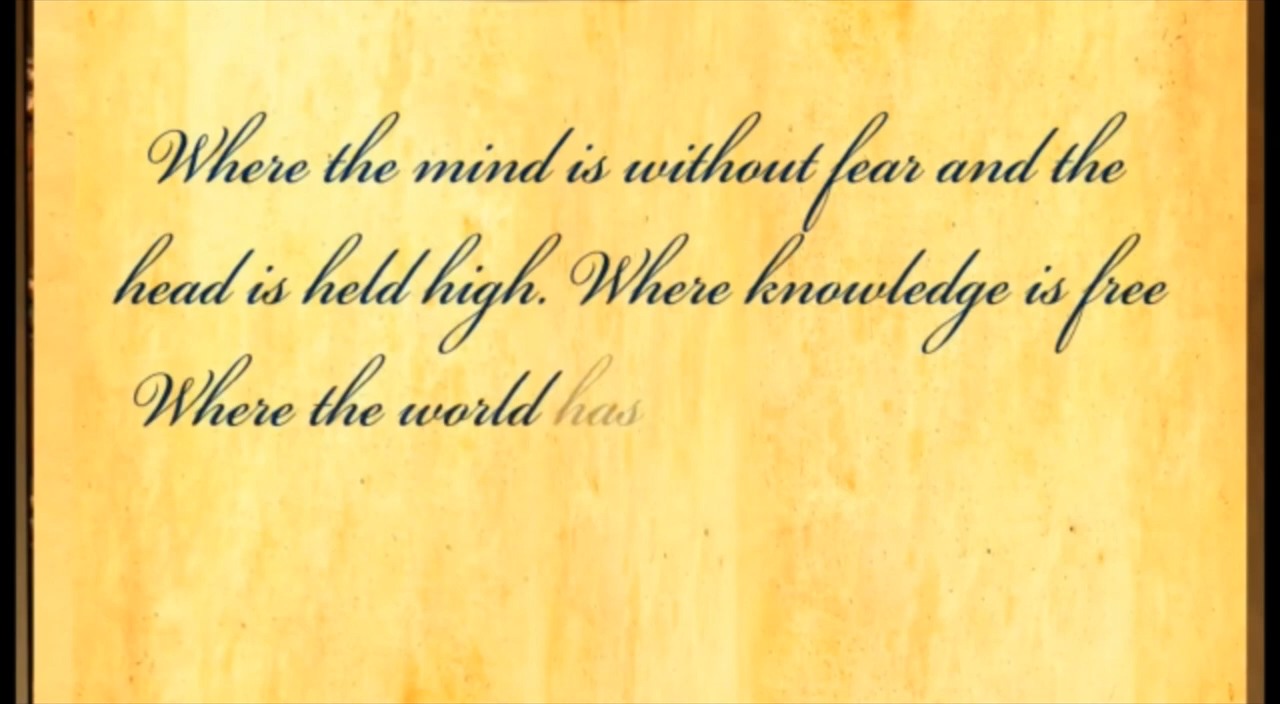 Where the mind is without fear and the
head is held high. Where knowledge is free
Where the world has